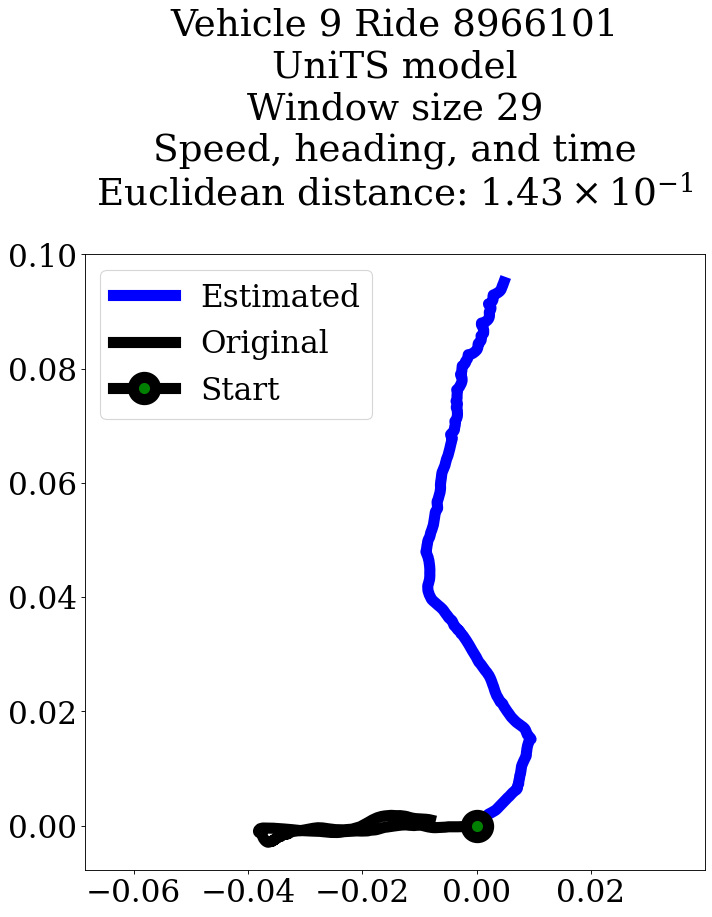 Vehicle 9 Ride 8966101
UniTS model
Window size 29
Speed, heading, and time
Euclidean distance: 1.43 × 10⁻¹
0.10
0.08
0.06
0.04
0.02
0.00
Estimated
Original
Start
−0.06 −0.04 −0.02 0.00 0.02